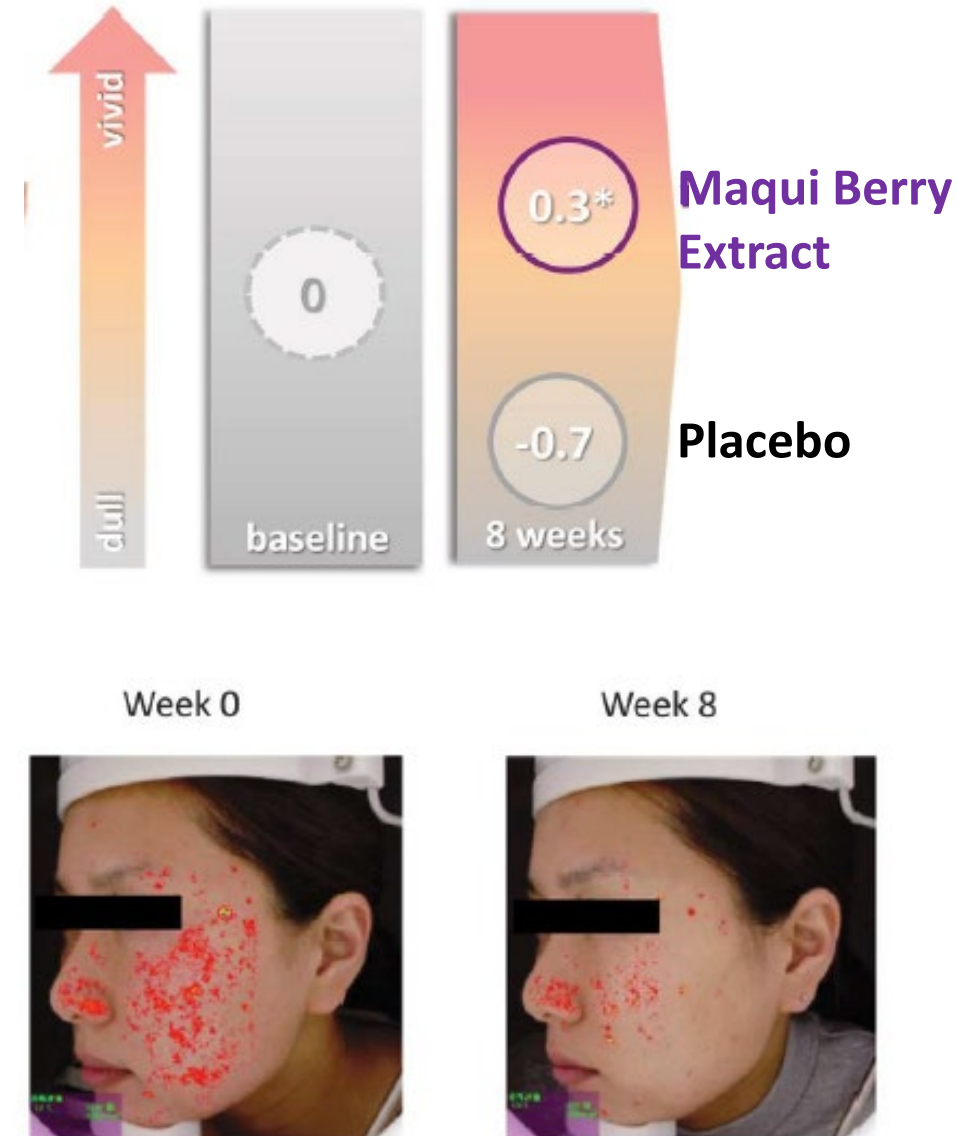 vivid
dull
0
baseline
0.3*
-0.7
8 weeks
Maqui Berry
Extract
Placebo
Week 0
Week 8